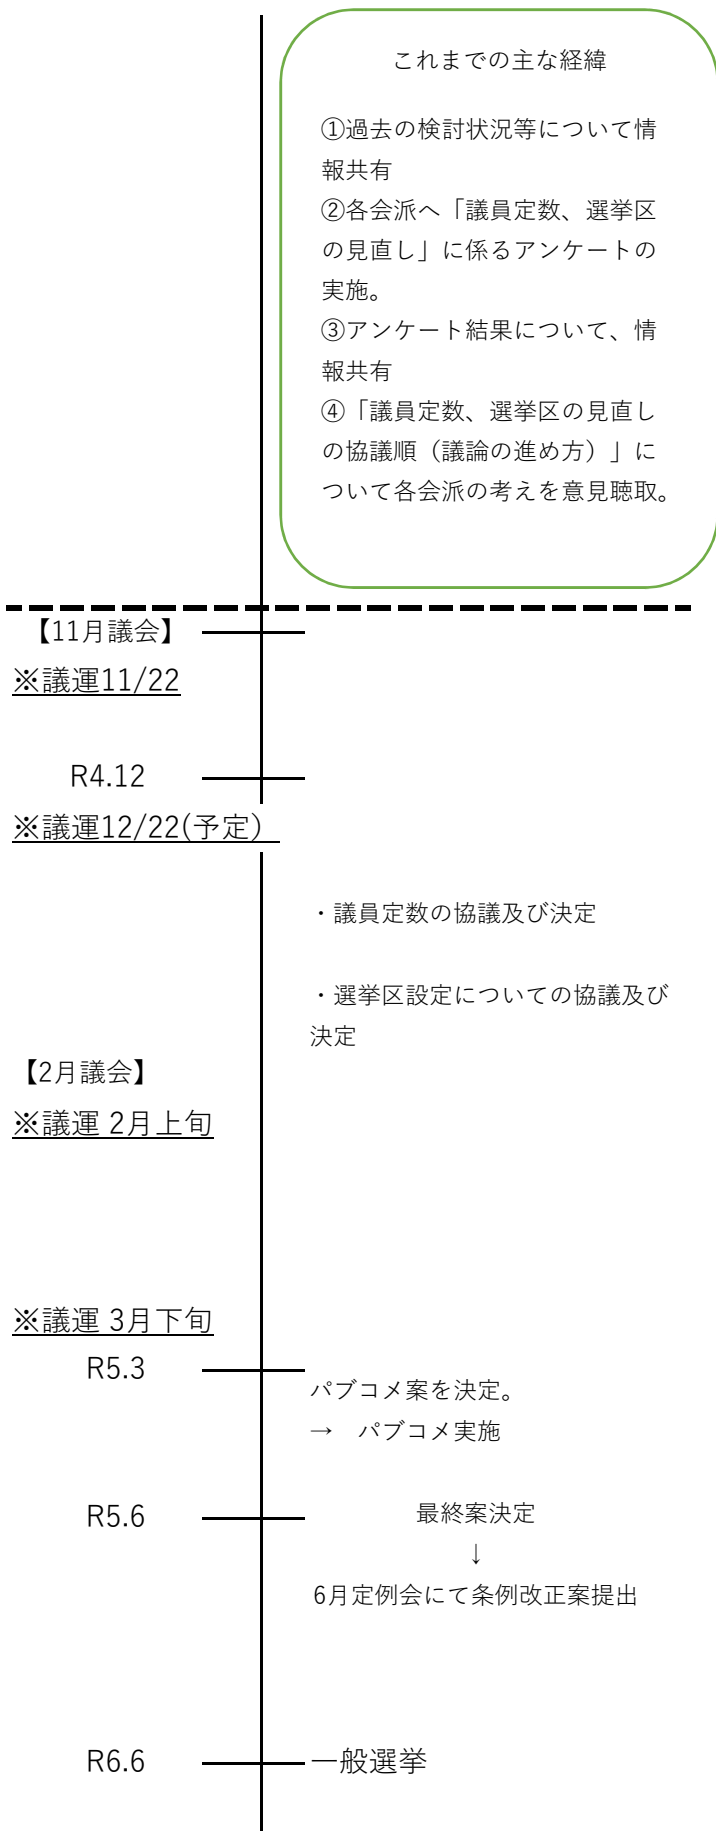 これまでの主な経緯
①過去の検討状況等について情
報共有
②各会派へ「議員定数、選挙区
の見直し」に係るアンケートの
実施。
③アンケート結果について、情
報共有
④「議員定数、選挙区の見直し
の協議順（議論の進め方）」に
ついて各会派の考えを意見聴取。
【11月議会】
※議運11/22
R4.12
※議運12/22(予定）
・議員定数の協議及び決定
・選挙区設定についての協議及び
決定
【2月議会】
※議運 2月上旬
※議運 3月下旬
R5.3
パブコメ案を決定。
→　パブコメ実施
R5.6
最終案決定
↓
6月定例会にて条例改正案提出
R6.6
一般選挙